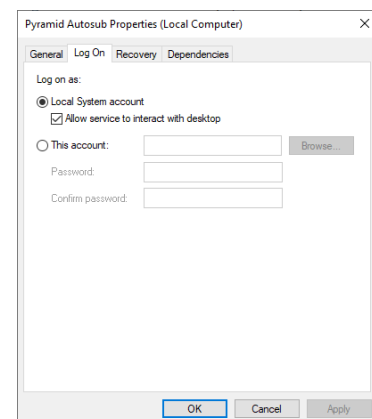 Pyramid Autosub Properties (Local Computer)
General Log On Recovery Dependencies
Log on as:
Local System account
Allow service to interact with desktop
This account:
Browse...
Password:
Confirm password:
OK Cancel Apply